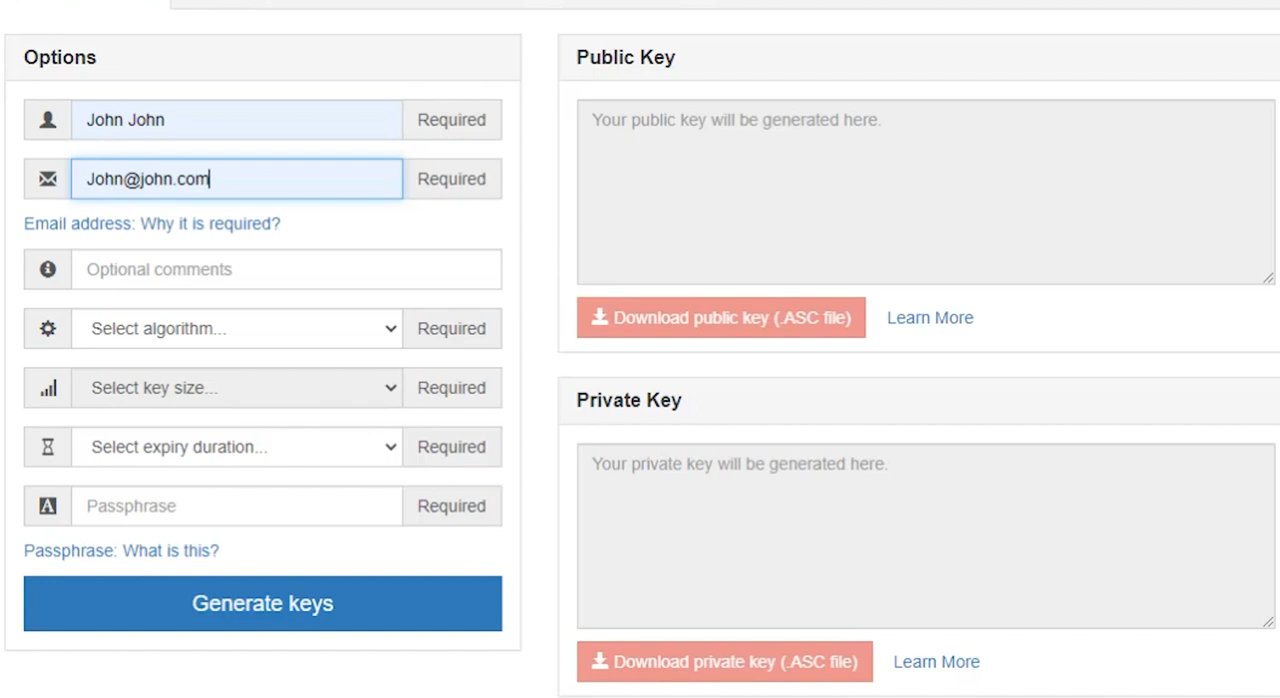 Options
John John
Required
John@john.com
Required
Email address: Why it is required?
Optional comments
Select algorithm...
Required
Select key size...
Required
Select expiry duration...
Required
Passphrase
Required
Passphrase: What is this?
Generate keys
Public Key
Your public key will be generated here.
Download public key (.ASC file)
Learn More
Private Key
Your private key will be generated here.
Download private key (.ASC file)
Learn More